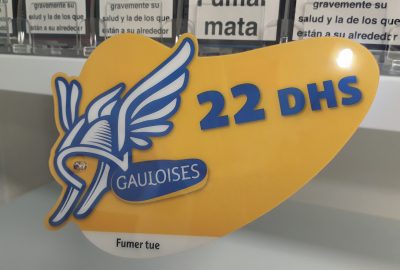 gravemente su
salud y la de los que
están a su alrededor
gravemente su
salud y la de los que
están a su alrededor
Fumar
mata
gravemente su
salud y la de los que
están a su alrededor
22 DHS
GAULOISES
Fumer tue